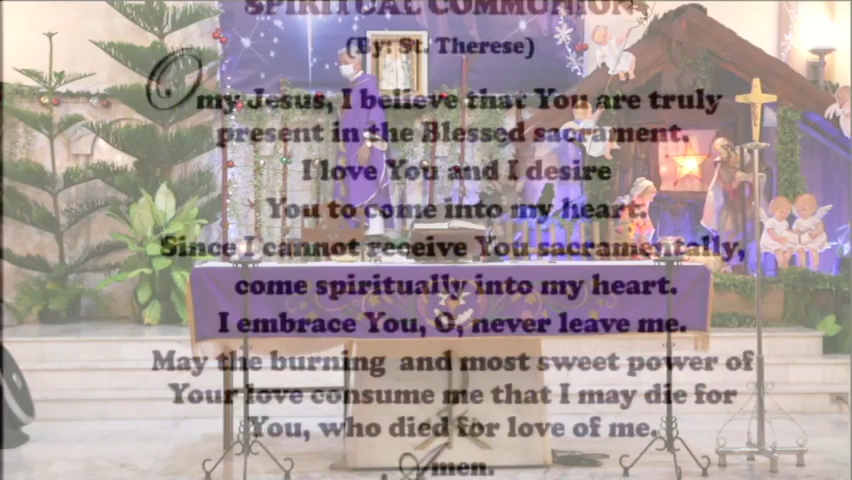 SPIRITUAL COMMUNION
(By: St. Therese)
O my Jesus, I believe that You are truly
present in the Blessed sacrament.
I love You and I desire
You to come into my heart.
Since I cannot receive You sacramentally,
come spiritually into my heart.
I embrace You, O, never leave me.
May the burning and most sweet power of
Your love consume me that I may die for
You, who died for love of me.
Amen.